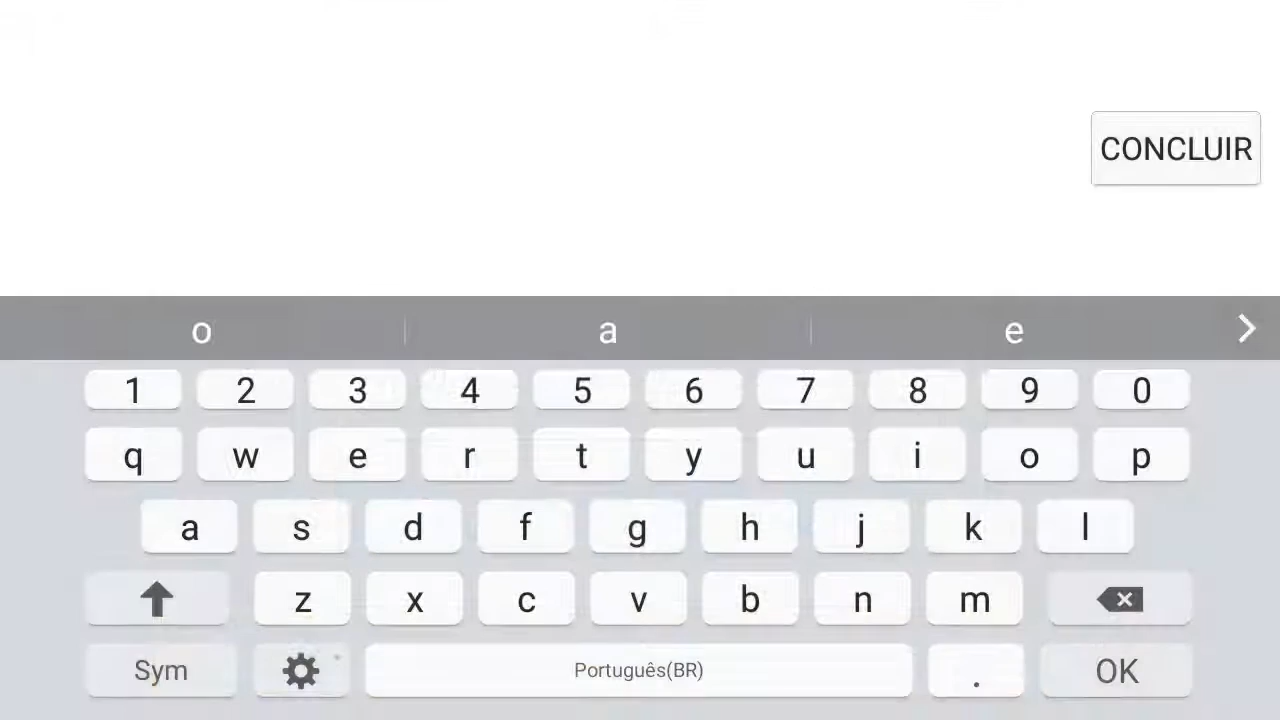 CONCLUIR
o a e
1 2 3 4 5 6 7 8 9 0
q w e r t y u i o p
a s d f g h j k l
z x c v b n m
Sym Português(BR) . OK